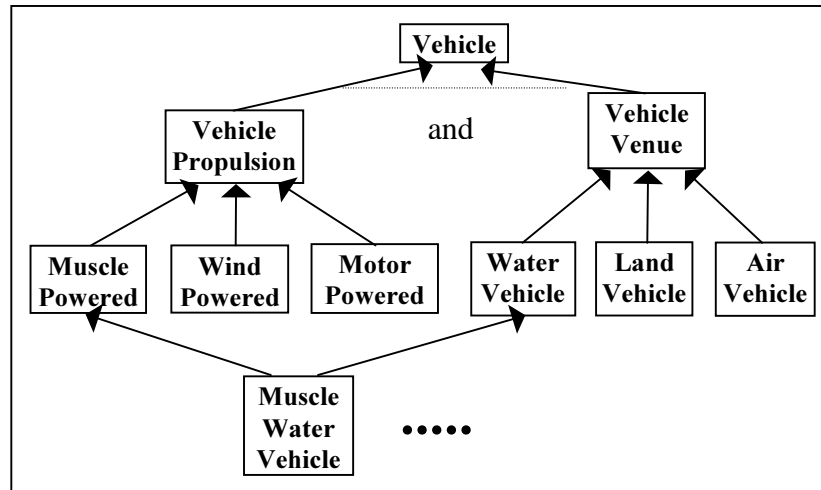 Vehicle
Vehicle
Propulsion
and
Vehicle
Venue
Muscle
Powered
Wind
Powered
Motor
Powered
Water
Vehicle
Land
Vehicle
Air
Vehicle
Muscle
Water
Vehicle